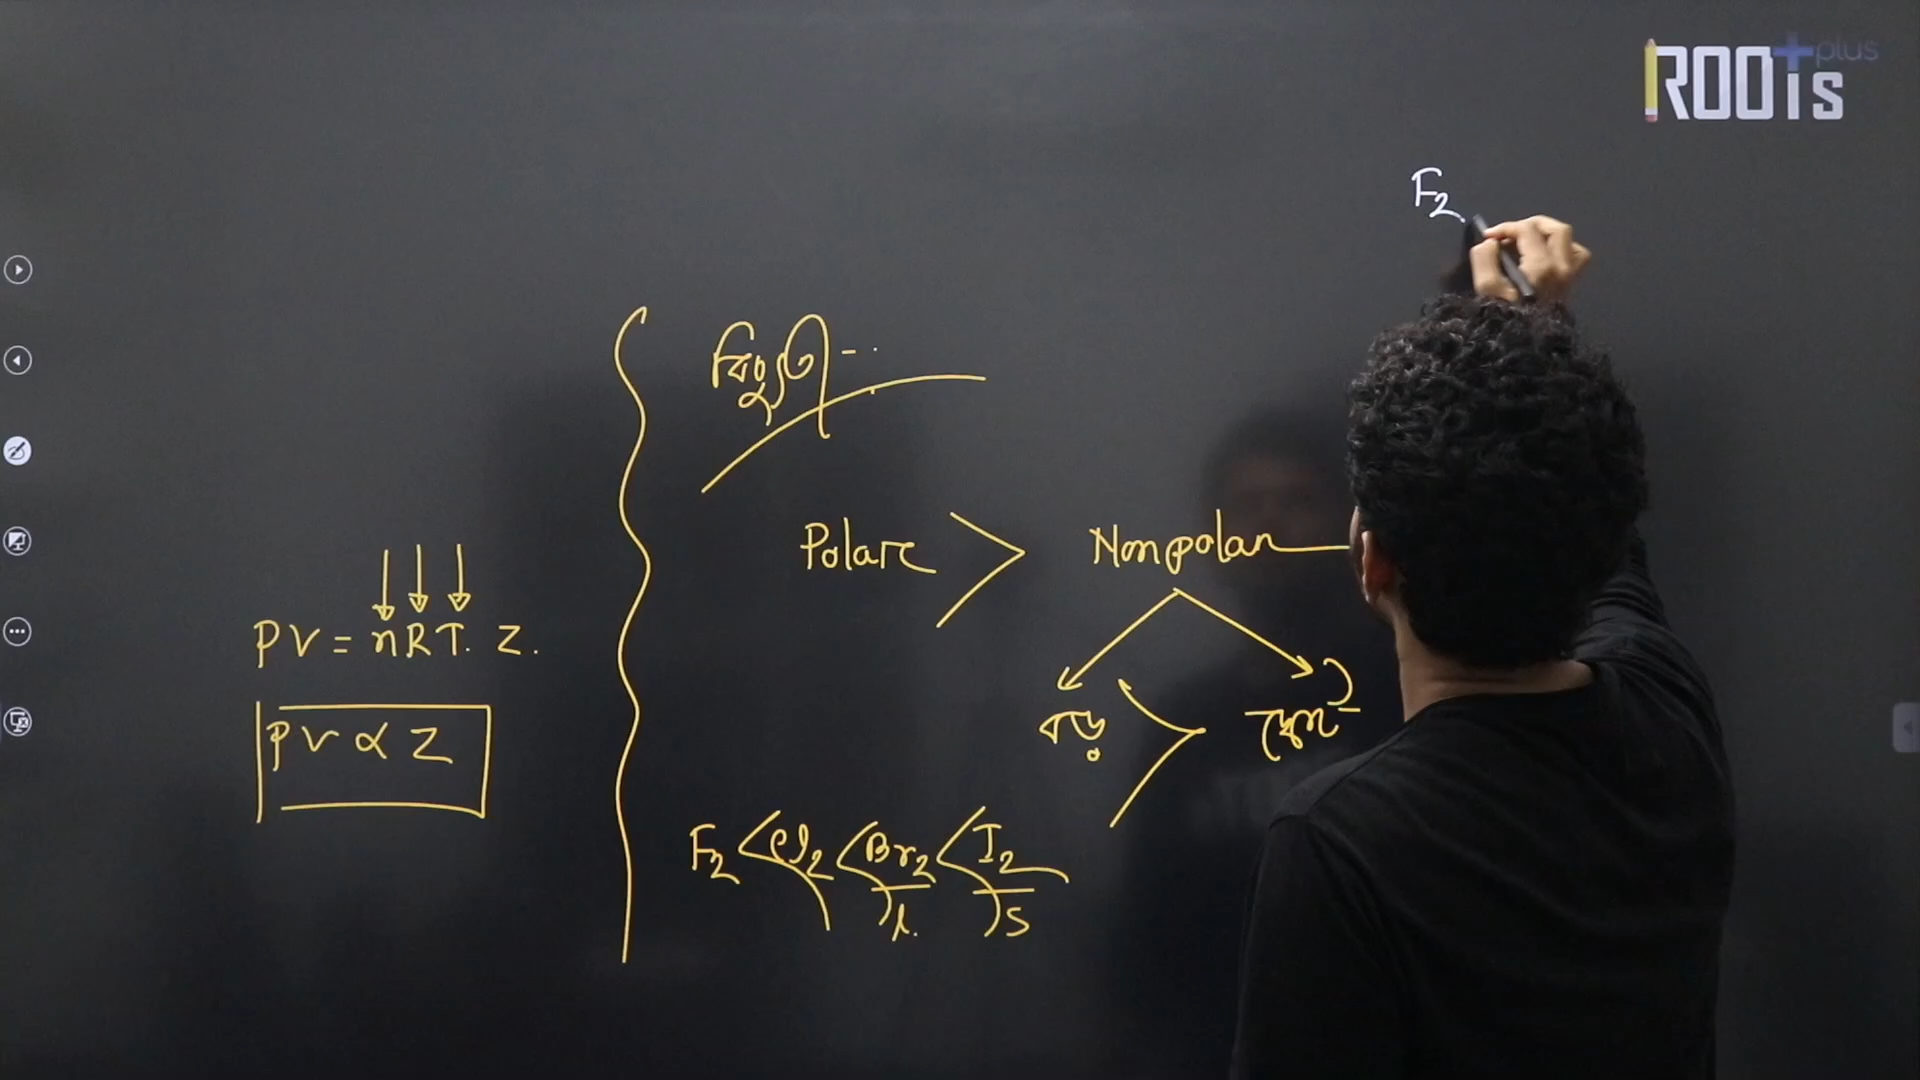 ROOTs plus
F₂
বিচ্যুতি -
Polar > Nonpolar
PV = nRT. Z.
বড়
PV ∝ Z
F₂ < Cl₂ < Br₂ < I₂
l. s